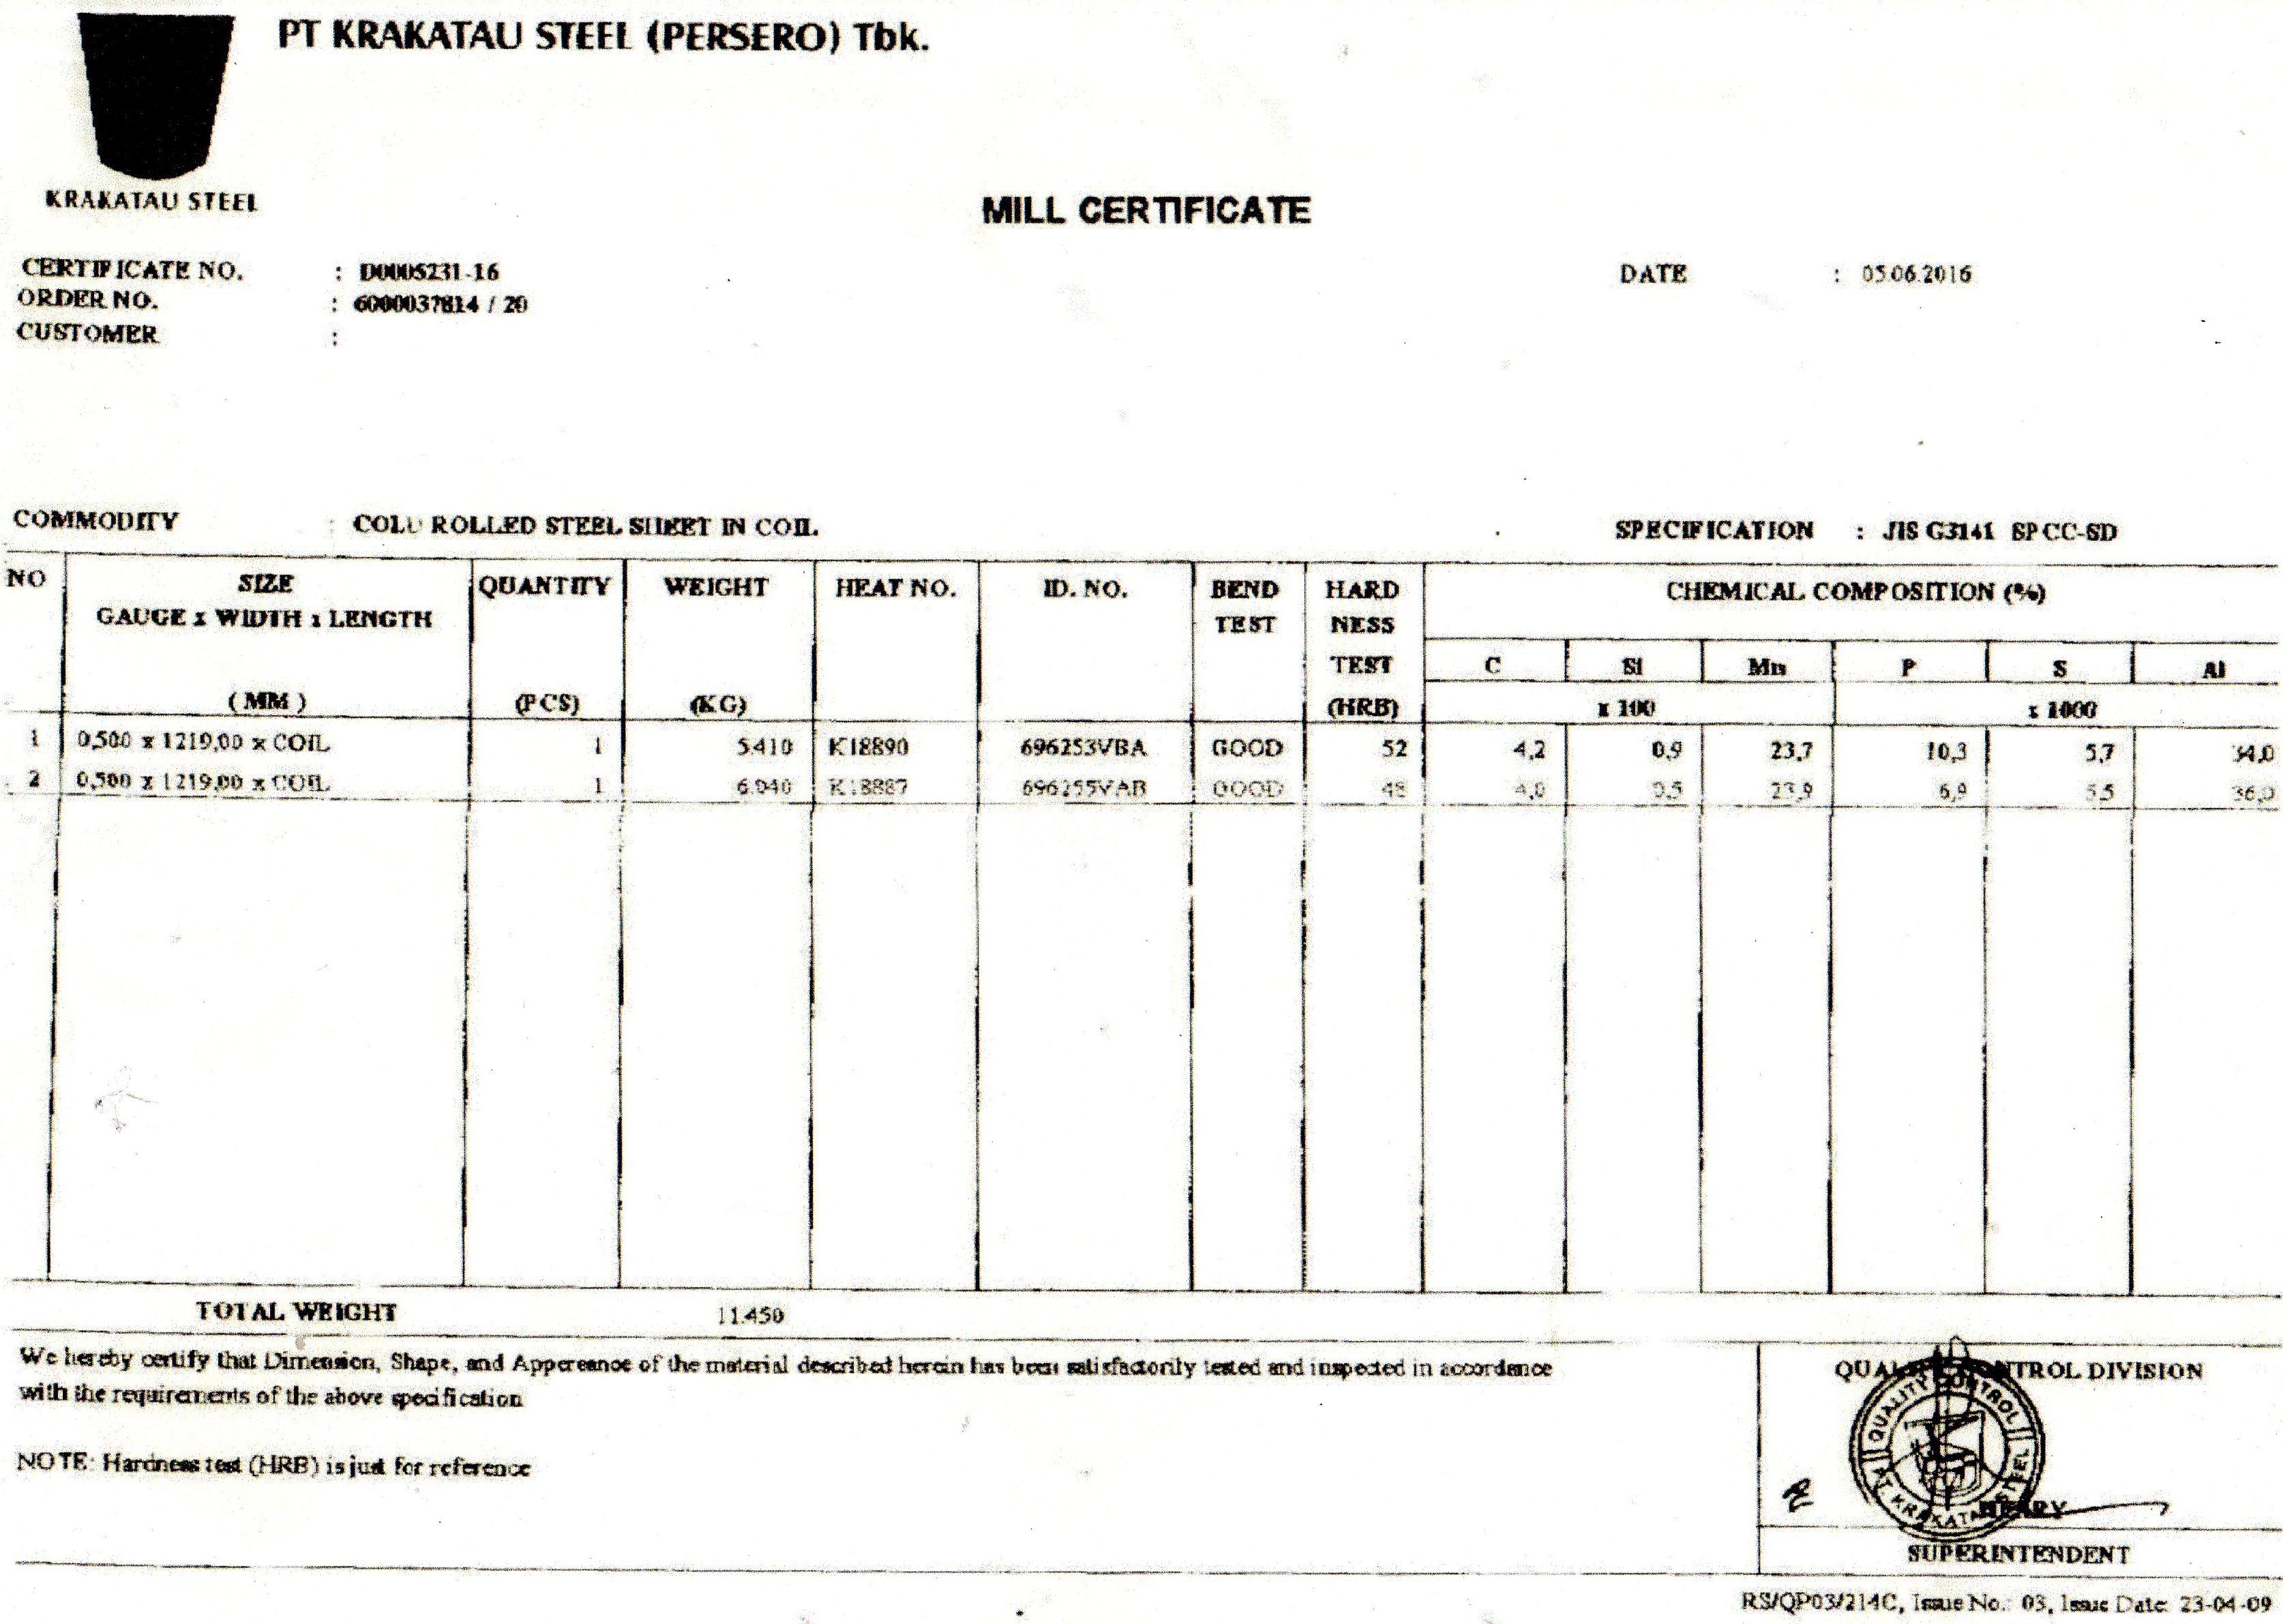 PT KRAKATAU STEEL (PERSERO) Tbk.
KRAKATAU STEEL
MILL CERTIFICATE
CERTIFICATE NO. : D0005231-16
DATE : 05.06.2016
ORDER NO. : 6000037814 / 20
CUSTOMER :
COMMODITY : COLD ROLLED STEEL SHEET IN COIL
SPECIFICATION : JIS G3141 SPCC-SD
NO SIZE QUANTITY WEIGHT HEAT NO. ID. NO. BEND HARD CHEMICAL COMPOSITION (%)
GAUGE x WIDTH x LENGTH TEST NESS
TEST C Si Mn P S Al
(MM) (PCS) (KG) (HRB) x 100 x 1000
1 0,500 x 1219,00 x COIL 1 5.410 K18890 696253VBA GOOD 52 4,2 0,9 23,7 10,3 5,7 34,0
2 0,500 x 1219,00 x COIL 1 6.040 K18887 696255VAB GOOD 48 4,0 0,5 23,9 6,9 5,5 36,0
TOTAL WEIGHT 11.450
We hereby certify that Dimension, Shape, and Appereance of the material described herein has been satisfactorily tested and inspected in accordance
with the requirements of the above specification
NOTE: Hardness test (HRB) is just for reference
QUALITY CONTROL DIVISION
QUALITY CONTROL
PT. KRAKATAU STEEL
SUPERINTENDENT
RS/QP03/214C, Issue No.: 03, Issue Date: 23-04-09